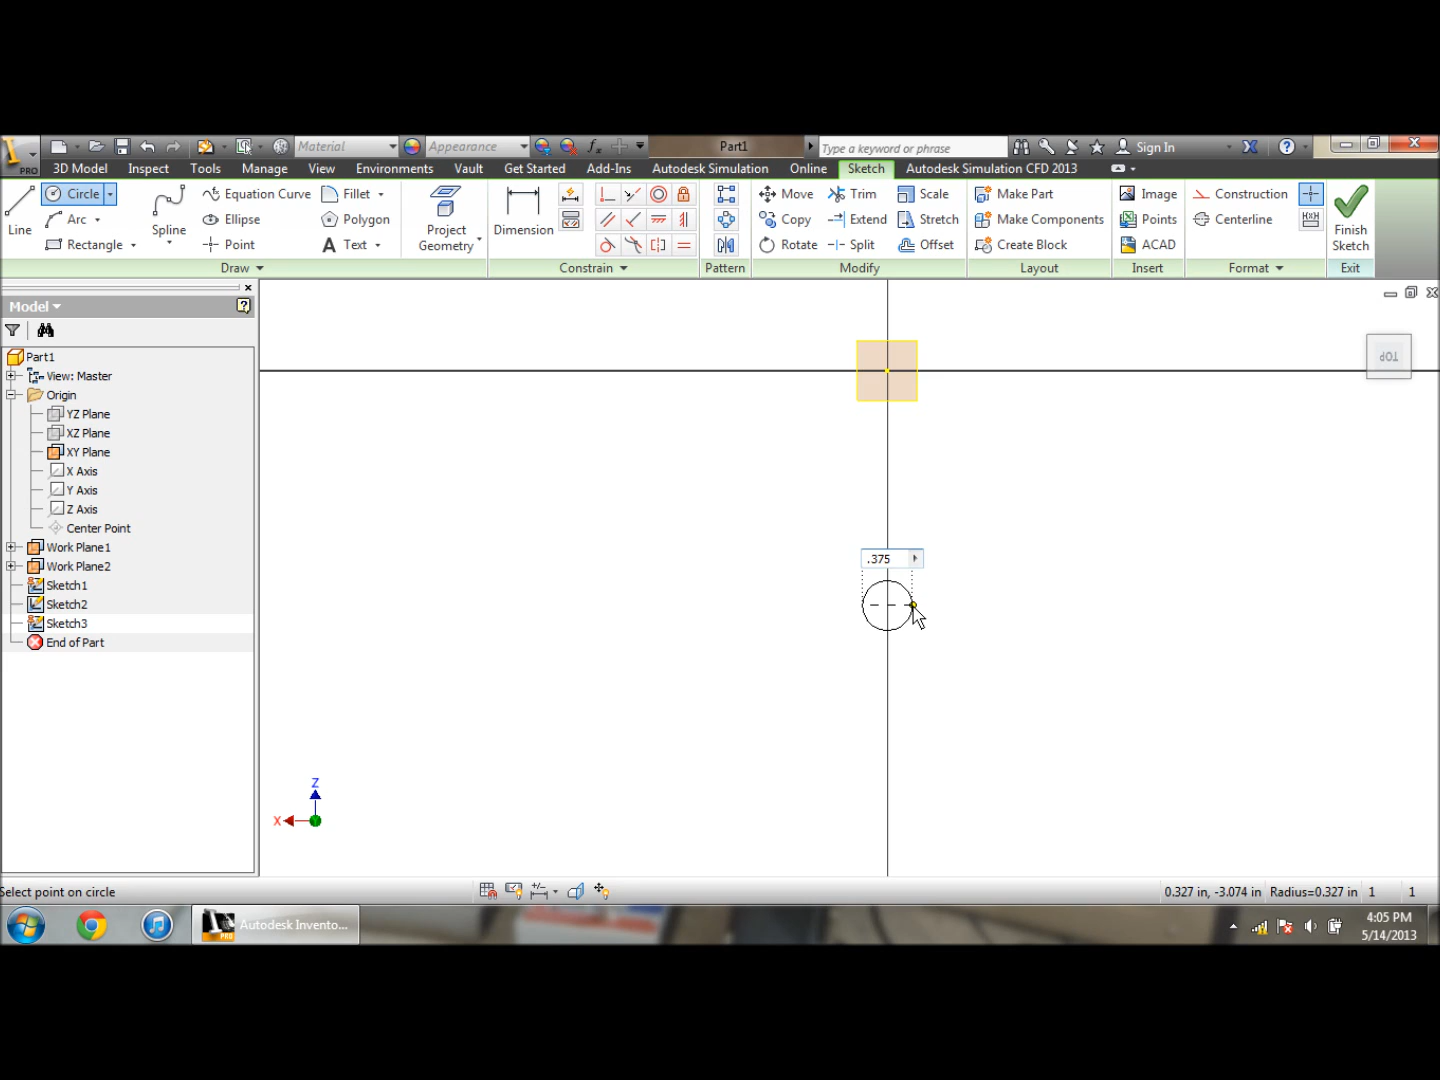 Material
Appearance
Part1
Type a keyword or phrase
Sign In
PRO
3D Model
Inspect
Tools
Manage
View
Environments
Vault
Get Started
Add-Ins
Autodesk Simulation
Online
Sketch
Autodesk Simulation CFD 2013
Line
Circle
Arc
Rectangle
Spline
Equation Curve
Ellipse
Point
Fillet
Polygon
A Text
Draw
Project
Geometry
Dimension
Constrain
Pattern
Move
Copy
Rotate
Trim
Extend
Split
Scale
Stretch
Offset
Modify
Make Part
Make Components
Create Block
Layout
Image
Points
ACAD
Insert
Construction
Centerline
Format
Finish
Sketch
Exit
Model
Part1
View: Master
Origin
YZ Plane
XZ Plane
XY Plane
X Axis
Y Axis
Z Axis
Center Point
Work Plane1
Work Plane2
Sketch1
Sketch2
Sketch3
End of Part
TOP
.375
Z
X
Select point on circle
0.327 in, -3.074 in Radius=0.327 in 1 1
PRO
Autodesk Invento...
4:05 PM
5/14/2013